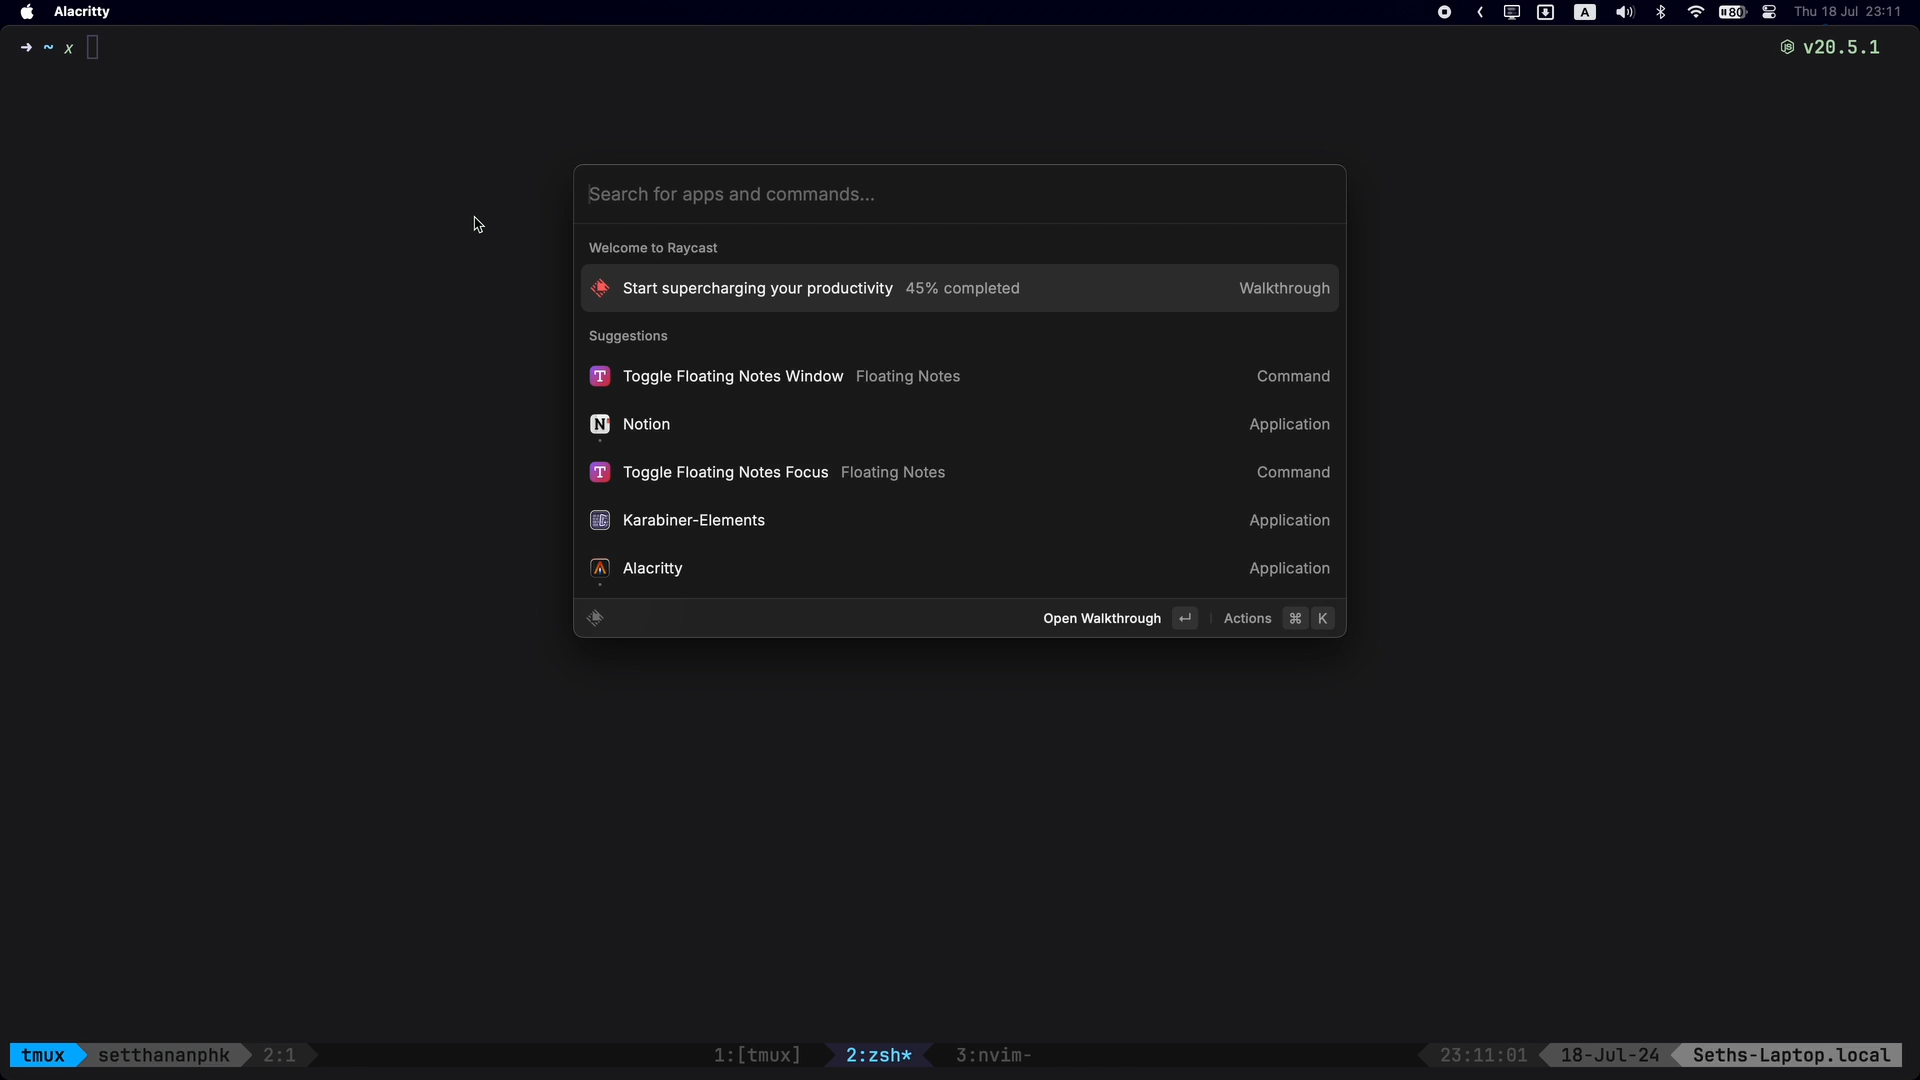 Alacritty
A
80
Thu 18 Jul 23:11
→ ~ x
v20.5.1
Search for apps and commands...
Welcome to Raycast
Start supercharging your productivity 45% completed Walkthrough
Suggestions
Toggle Floating Notes Window Floating Notes Command
Notion Application
Toggle Floating Notes Focus Floating Notes Command
Karabiner-Elements Application
Alacritty Application
Open Walkthrough ↵ Actions ⌘ K
tmux setthananphk 2:1 1:[tmux] 2:zsh* 3:nvim- 23:11:01 18-Jul-24 Seths-Laptop.local